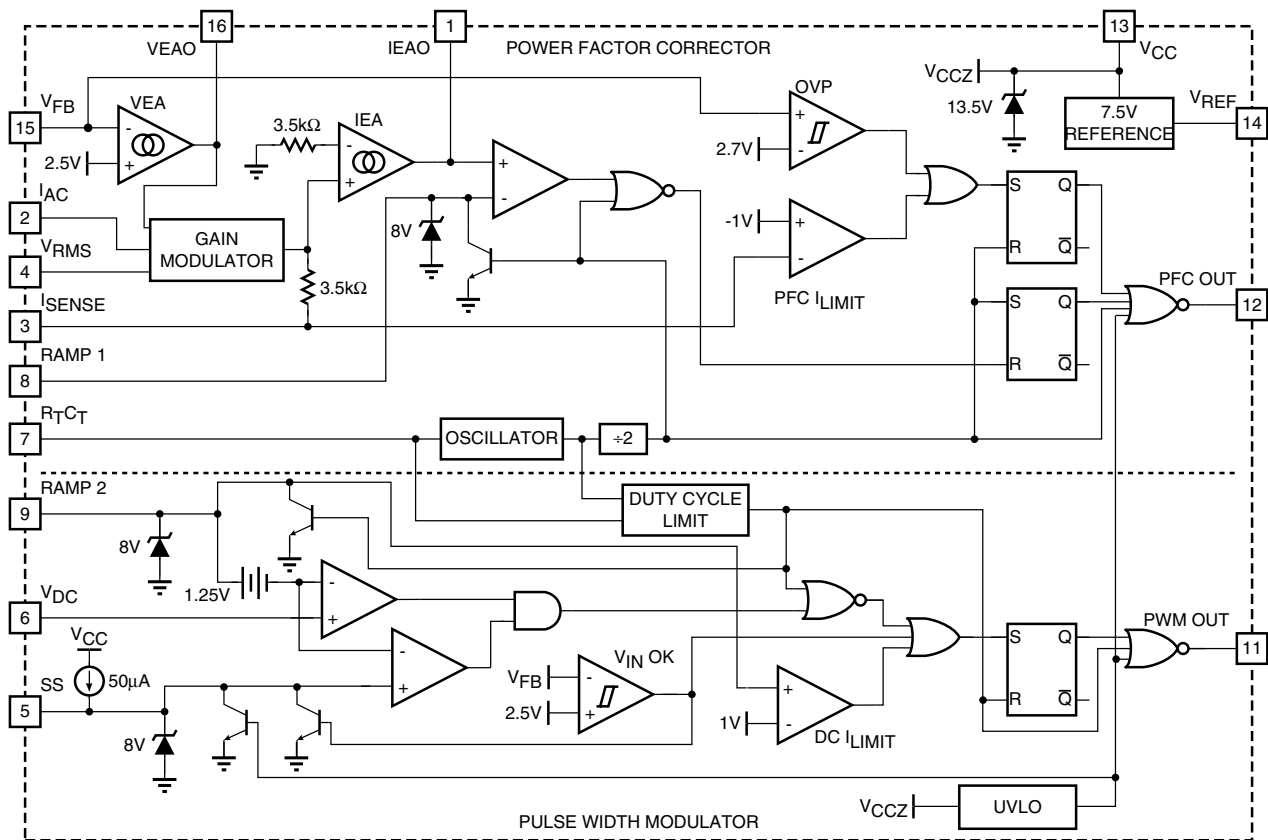 16
1
13
VEAO
IEAO
POWER FACTOR CORRECTOR
VCC
VCCZ
13.5V
7.5V
REFERENCE
VREF
14
VFB
15
VEA
-
+
2.5V
3.5kΩ
IEA
-
+
OVP
+
-
2.7V
IAC
2
VRMS
4
GAIN
MODULATOR
3.5kΩ
8V
+
-
-1V
+
-
PFC ILIMIT
S
Q
R
Q
S
Q
R
Q
PFC OUT
12
ISENSE
3
RAMP 1
8
RTCT
7
OSCILLATOR
÷2
RAMP 2
9
8V
DUTY CYCLE
LIMIT
1.25V
-
+
VDC
6
VCC
50µA
SS
5
8V
-
+
VIN OK
VFB
-
2.5V
+
+
1V
-
DC ILIMIT
S
Q
R
Q
PWM OUT
11
VCCZ
UVLO
PULSE WIDTH MODULATOR